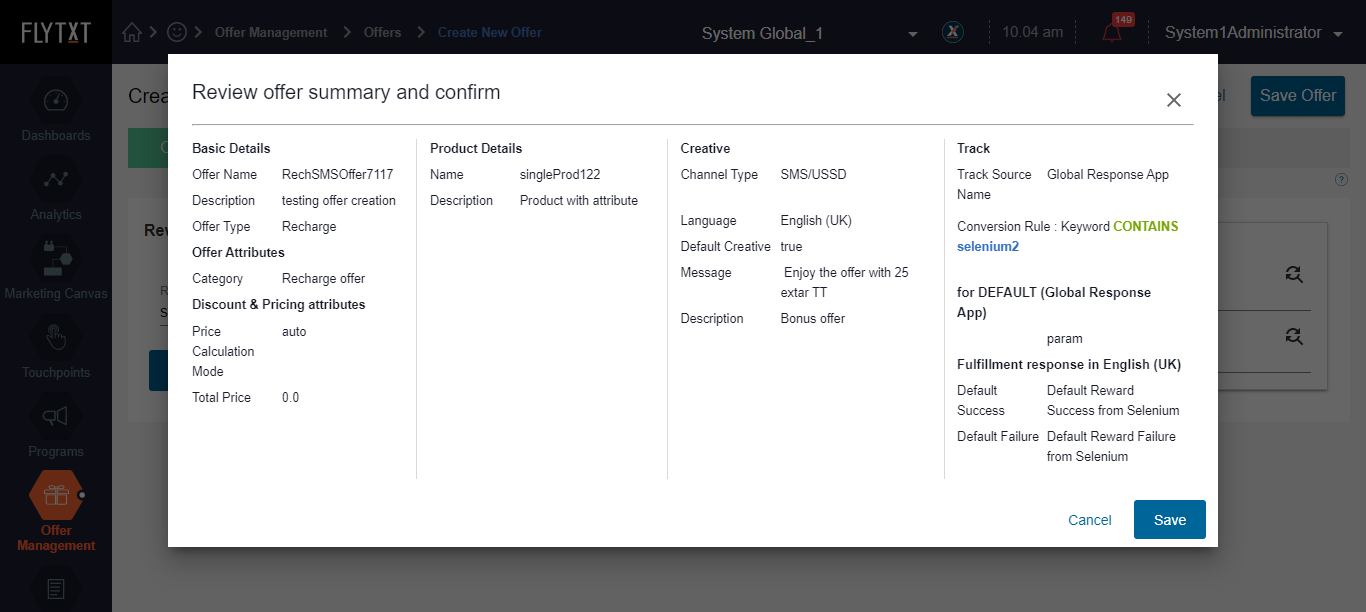 FLYTXT
Offer Management
Offers
Create New Offer
System Global_1
10.04 am
149
System1Administrator
Dashboards
Analytics
Marketing Canvas
Touchpoints
Programs
Offer
Management
Crea
el
Save Offer
Rev
Review offer summary and confirm
Basic Details
Offer Name RechSMSOffer7117
Description testing offer creation
Offer Type Recharge
Offer Attributes
Category Recharge offer
Discount & Pricing attributes
Price auto
Calculation
Mode
Total Price 0.0
Product Details
Name singleProd122
Description Product with attribute
Creative
Channel Type SMS/USSD
Language English (UK)
Default Creative true
Message Enjoy the offer with 25
extar TT
Description Bonus offer
Track
Track Source Global Response App
Name
Conversion Rule : Keyword CONTAINS
selenium2
for DEFAULT (Global Response
App)
param
Fulfillment response in English (UK)
Default Default Reward
Success Success from Selenium
Default Failure Default Reward Failure
from Selenium
Cancel
Save